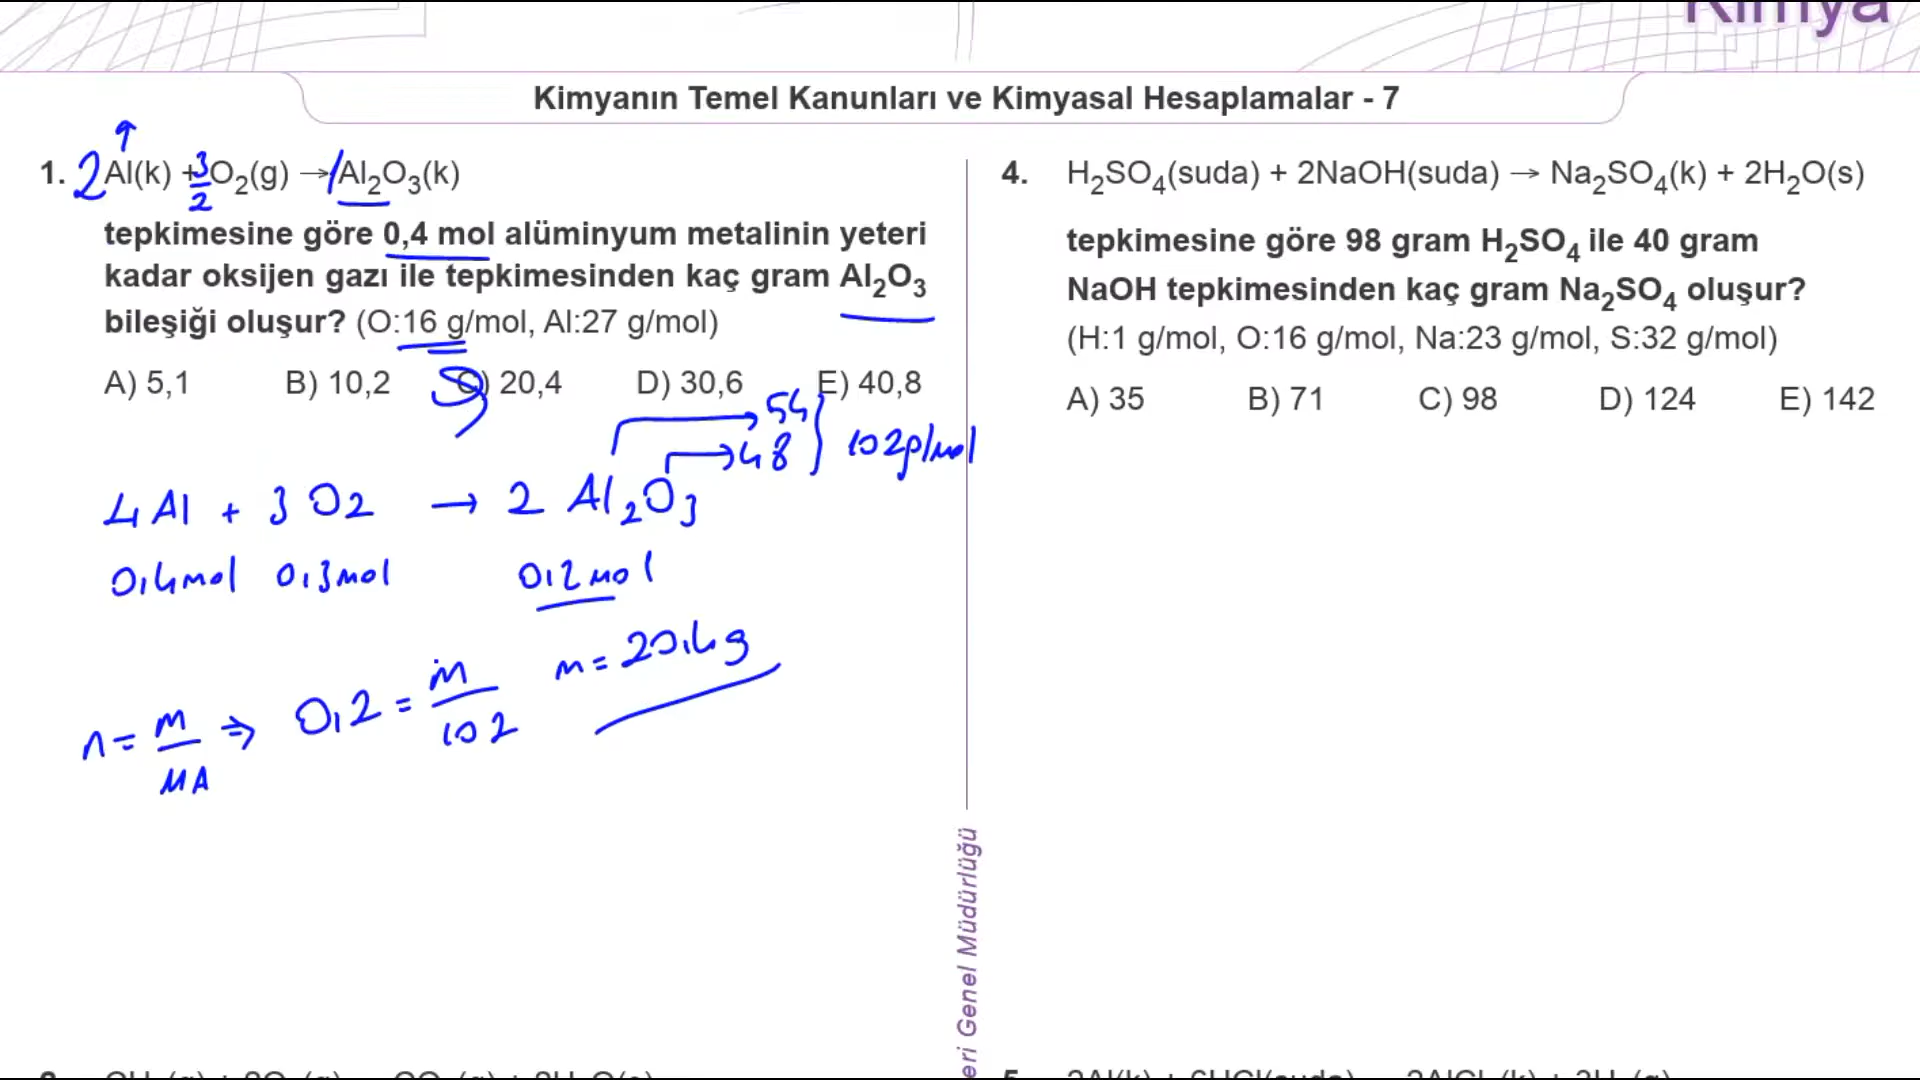 Kimya
Kimyanın Temel Kanunları ve Kimyasal Hesaplamalar - 7
1. 2Al(k) + 3/2 O₂(g) → 1Al₂O₃(k)
tepkimesine göre 0,4 mol alüminyum metalinin yeteri
kadar oksijen gazı ile tepkimesinden kaç gram Al₂O₃
bileşiği oluşur? (O:16 g/mol, Al:27 g/mol)
A) 5,1 B) 10,2 C) 20,4 D) 30,6 E) 40,8
54
48 } 102g/mol
4Al + 3O2 → 2 Al₂O₃
0,4mol 0,3mol 0,2mol
n = m/MA ⇒ 0,2 = m/102 m = 20,4g
4. H₂SO₄(suda) + 2NaOH(suda) → Na₂SO₄(k) + 2H₂O(s)
tepkimesine göre 98 gram H₂SO₄ ile 40 gram
NaOH tepkimesinden kaç gram Na₂SO₄ oluşur?
(H:1 g/mol, O:16 g/mol, Na:23 g/mol, S:32 g/mol)
A) 35 B) 71 C) 98 D) 124 E) 142
eri Genel Müdürlüğü